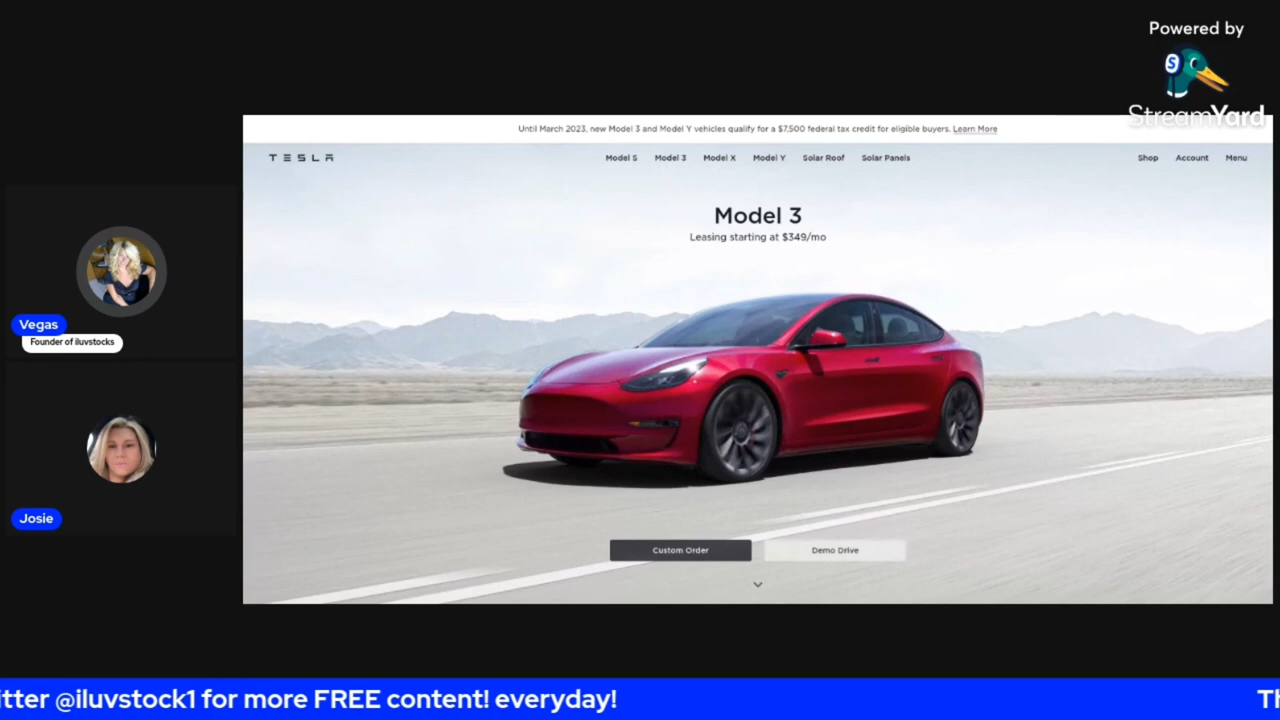 Powered by
StreamYard
Until March 2023, new Model 3 and Model Y vehicles qualify for a $7,500 federal tax credit for eligible buyers. Learn More
TESLA
Model S Model 3 Model X Model Y Solar Roof Solar Panels
Shop Account Menu
Model 3
Leasing starting at $349/mo
Vegas
Founder of iluvstocks
Josie
Custom Order
Demo Drive
itter @iluvstock1 for more FREE content! everyday!
Th